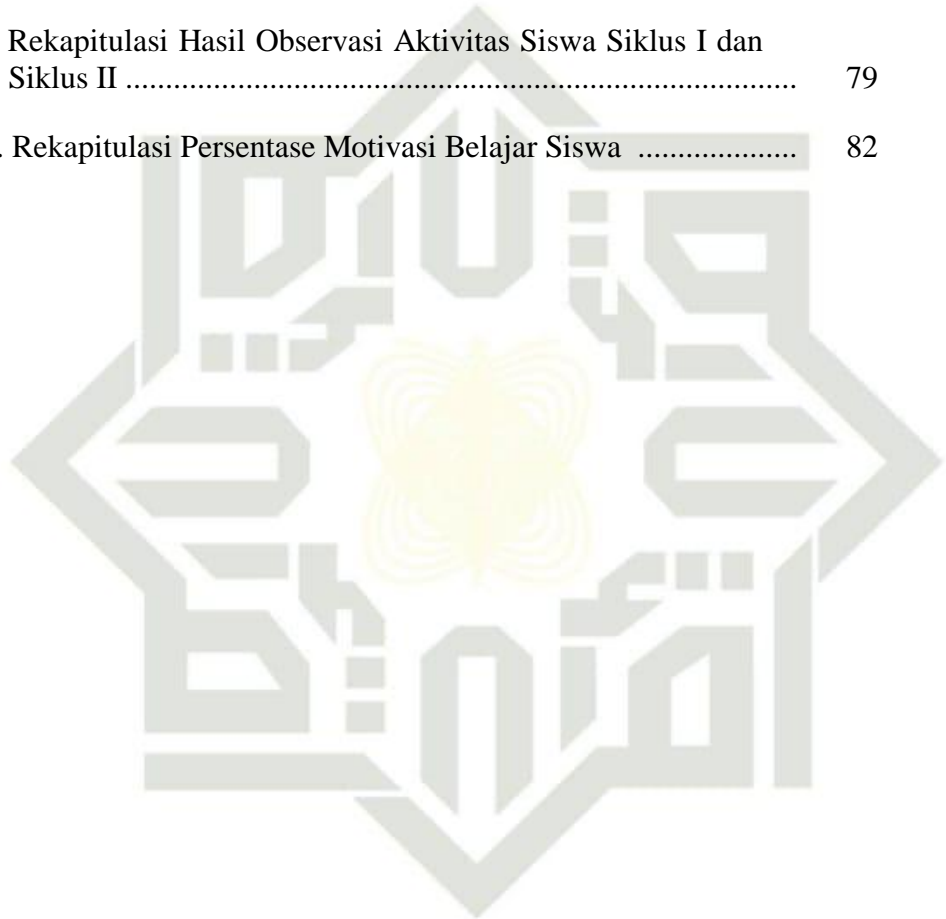 Rekapitulasi Hasil Observasi Aktivitas Siswa Siklus I dan
Siklus II .................................................................................... 79
. Rekapitulasi Persentase Motivasi Belajar Siswa .................... 82